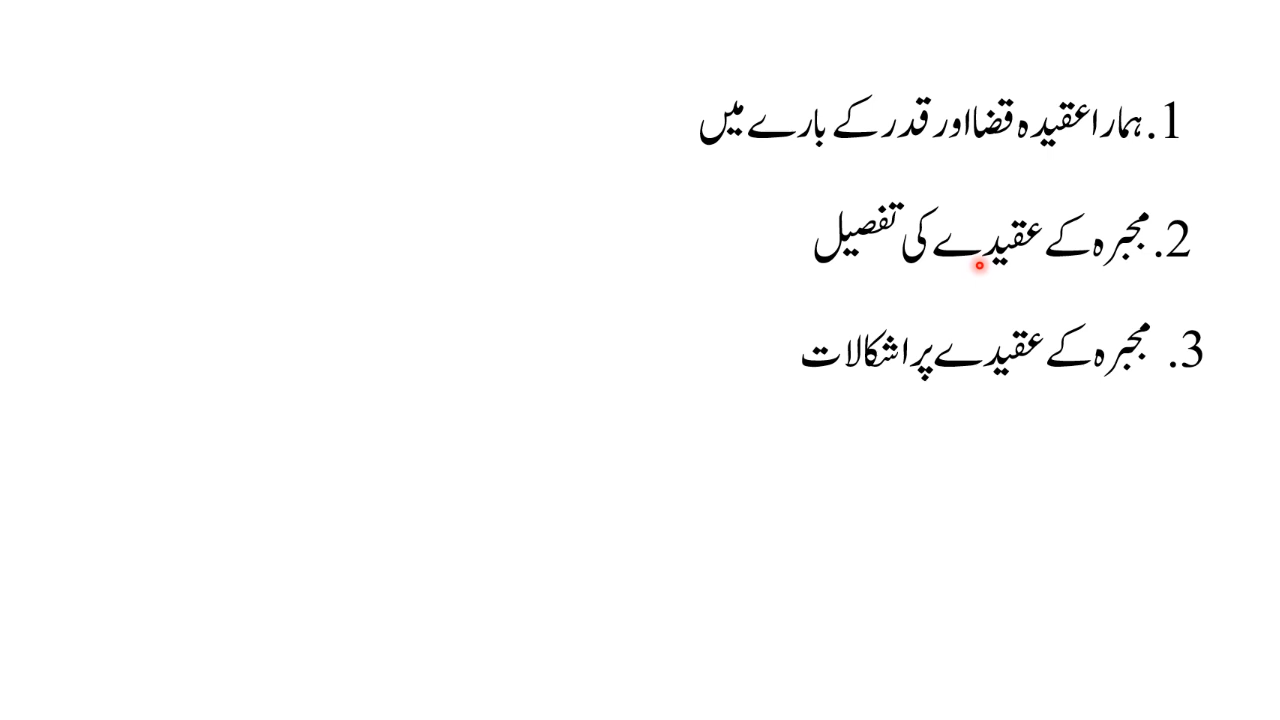 1.ہمارا عقیدہ قضا اور قدر کے بارے میں
2.مجبرہ کے عقیدے کی تفصیل
3. مجبرہ کے عقیدے پر اشکالات